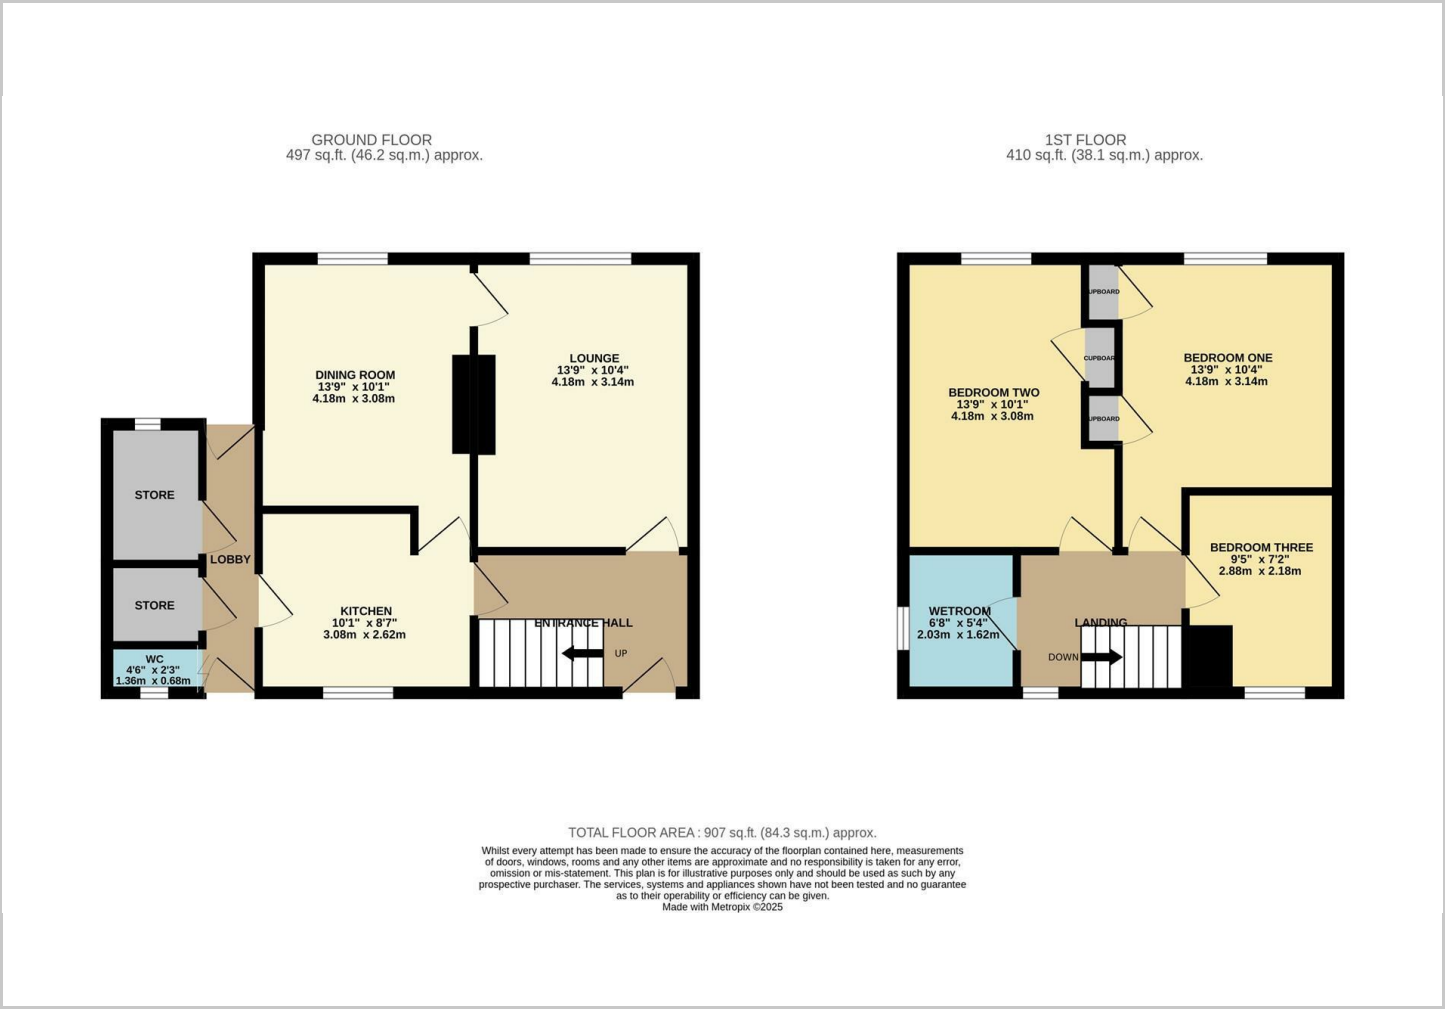 GROUND FLOOR
497 sq.ft. (46.2 sq.m.) approx.
1ST FLOOR
410 sq.ft. (38.1 sq.m.) approx.
DINING ROOM
13'9" x 10'1"
4.18m x 3.08m
LOUNGE
13'9" x 10'4"
4.18m x 3.14m
STORE
LOBBY
STORE
KITCHEN
10'1" x 8'7"
3.08m x 2.62m
ENTRANCE HALL
UP
WC
4'6" x 2'3"
1.36m x 0.68m
UPBOARD
CUPBOAR
UPBOARD
BEDROOM ONE
13'9" x 10'4"
4.18m x 3.14m
BEDROOM TWO
13'9" x 10'1"
4.18m x 3.08m
BEDROOM THREE
9'5" x 7'2"
2.88m x 2.18m
WETROOM
6'8" x 5'4"
2.03m x 1.62m
LANDING
DOWN
TOTAL FLOOR AREA : 907 sq.ft. (84.3 sq.m.) approx.
Whilst every attempt has been made to ensure the accuracy of the floorplan contained here, measurements
of doors, windows, rooms and any other items are approximate and no responsibility is taken for any error,
omission or mis-statement. This plan is for illustrative purposes only and should be used as such by any
prospective purchaser. The services, systems and appliances shown have not been tested and no guarantee
as to their operability or efficiency can be given.
Made with Metropix ©2025